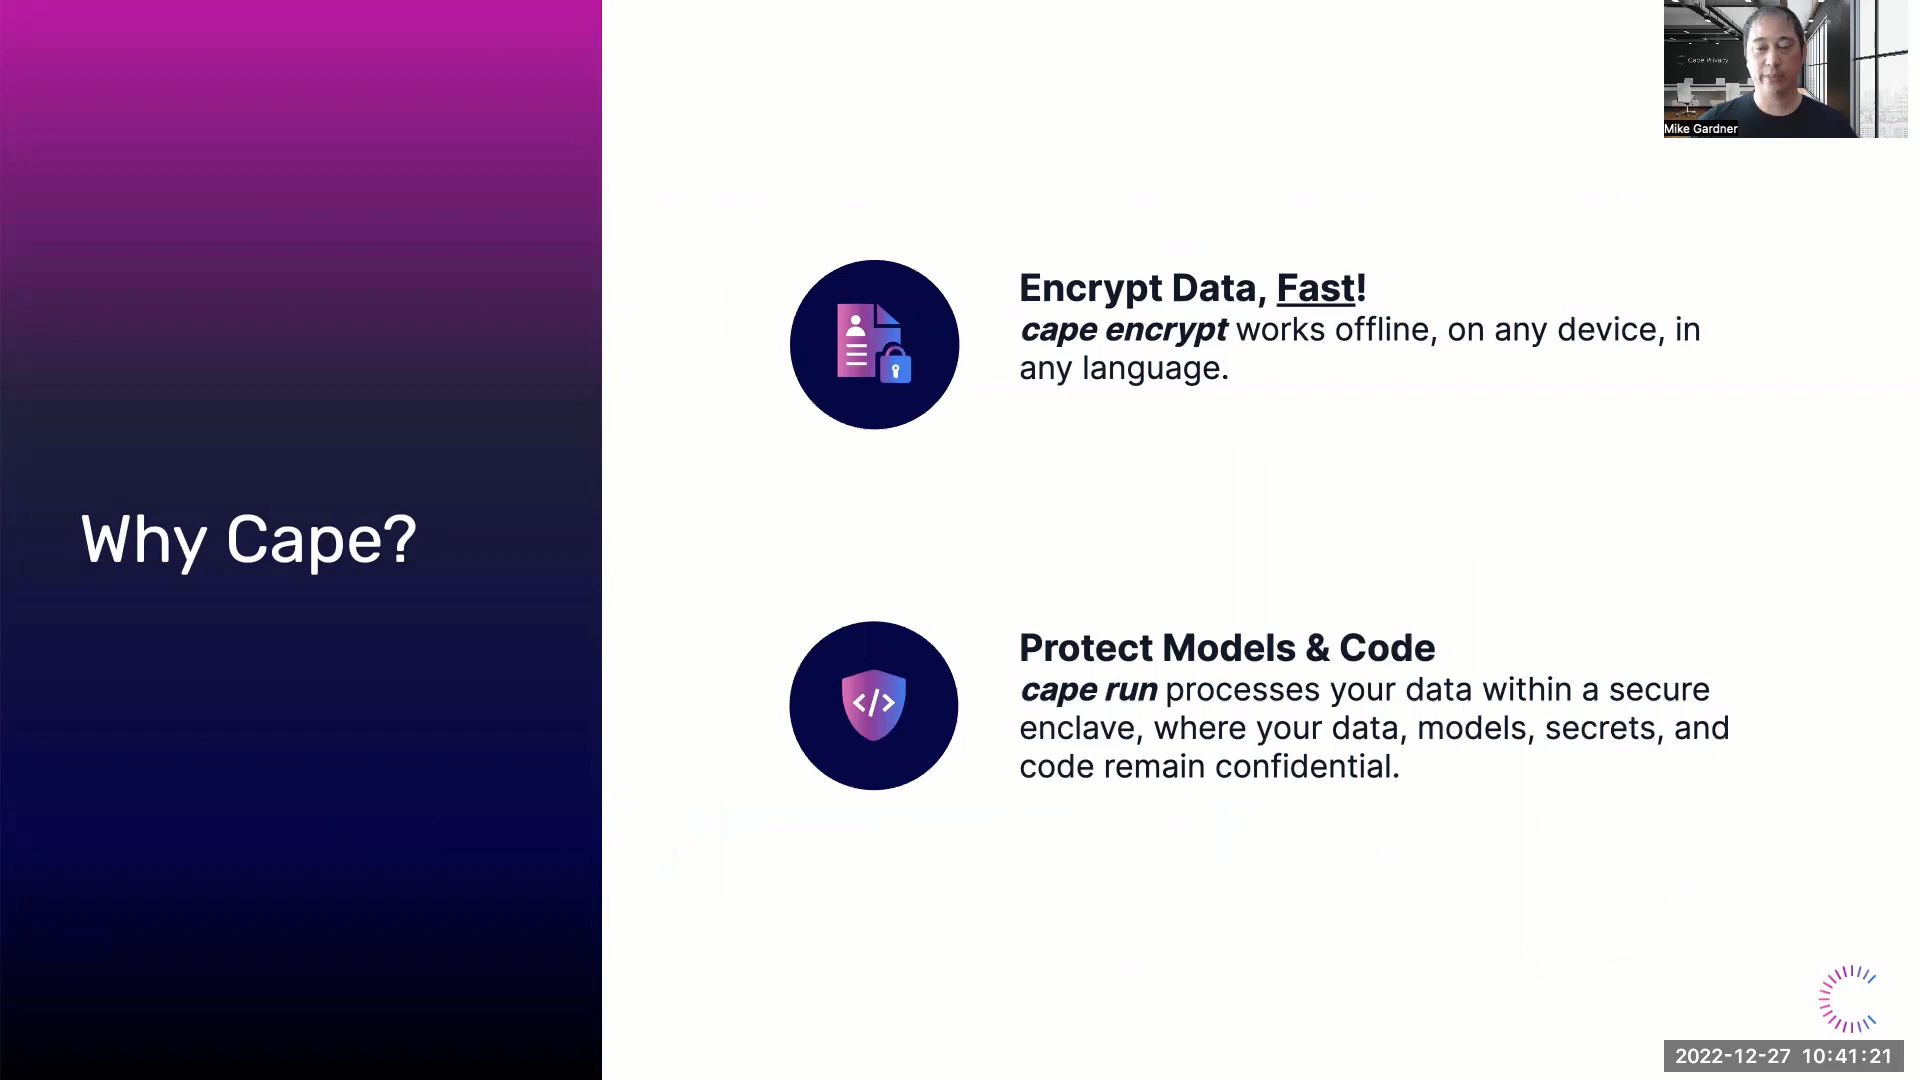 Cape Privacy
Mike Gardner
Why Cape?
Encrypt Data, Fast!
cape encrypt works offline, on any device, in
any language.
</>
Protect Models & Code
cape run processes your data within a secure
enclave, where your data, models, secrets, and
code remain confidential.
2022-12-27 10:41:21